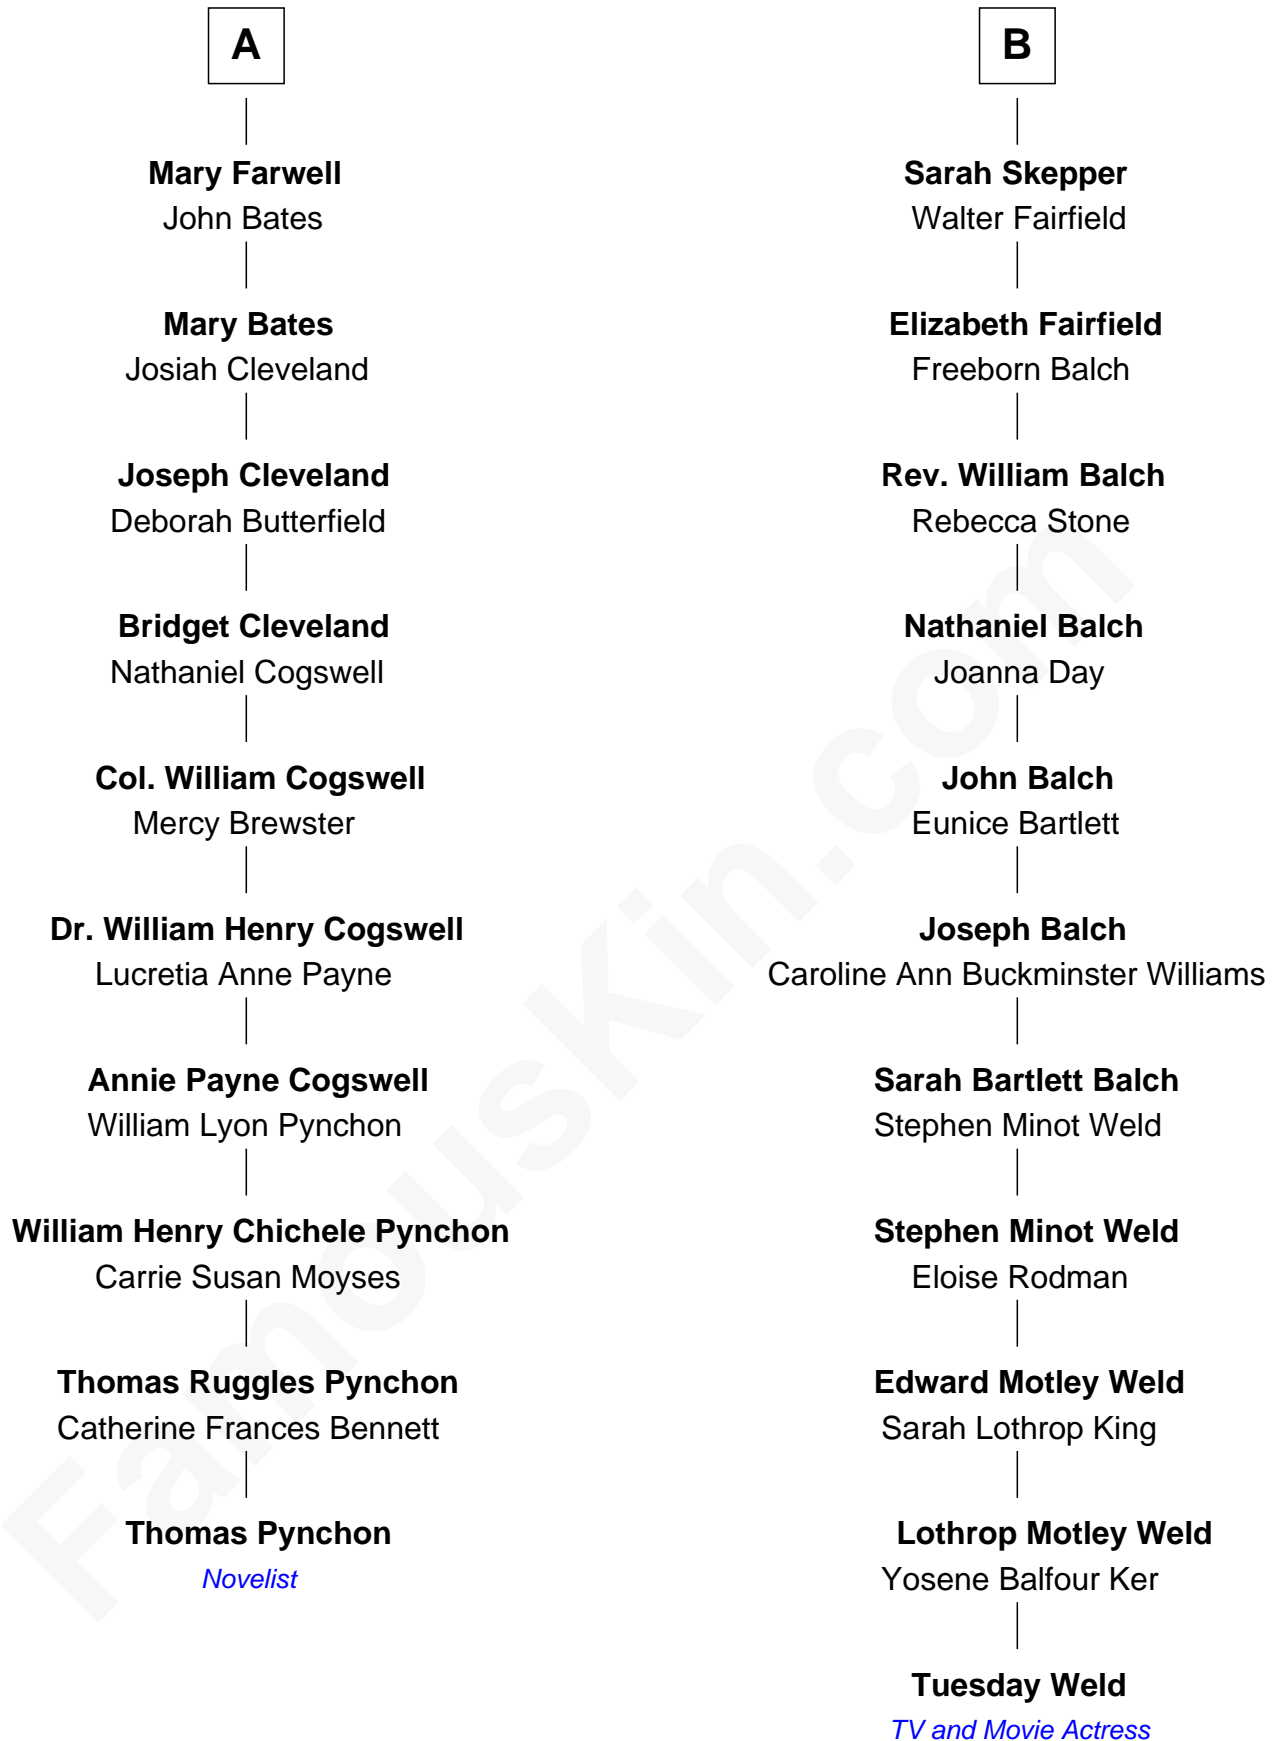 A
Mary Farwell
John Bates
Mary Bates
Josiah Cleveland
Joseph Cleveland
Deborah Butterfield
Bridget Cleveland
Nathaniel Cogswell
Col. William Cogswell
Mercy Brewster
Dr. William Henry Cogswell
Lucretia Anne Payne
Annie Payne Cogswell
William Lyon Pynchon
William Henry Chichele Pynchon
Carrie Susan Moyses
Thomas Ruggles Pynchon
Catherine Frances Bennett
Thomas Pynchon
Novelist
B
Sarah Skepper
Walter Fairfield
Elizabeth Fairfield
Freeborn Balch
Rev. William Balch
Rebecca Stone
Nathaniel Balch
Joanna Day
John Balch
Eunice Bartlett
Joseph Balch
Caroline Ann Buckminster Williams
Sarah Bartlett Balch
Stephen Minot Weld
Stephen Minot Weld
Eloise Rodman
Edward Motley Weld
Sarah Lothrop King
Lothrop Motley Weld
Yosene Balfour Ker
Tuesday Weld
TV and Movie Actress
FamousKin.com